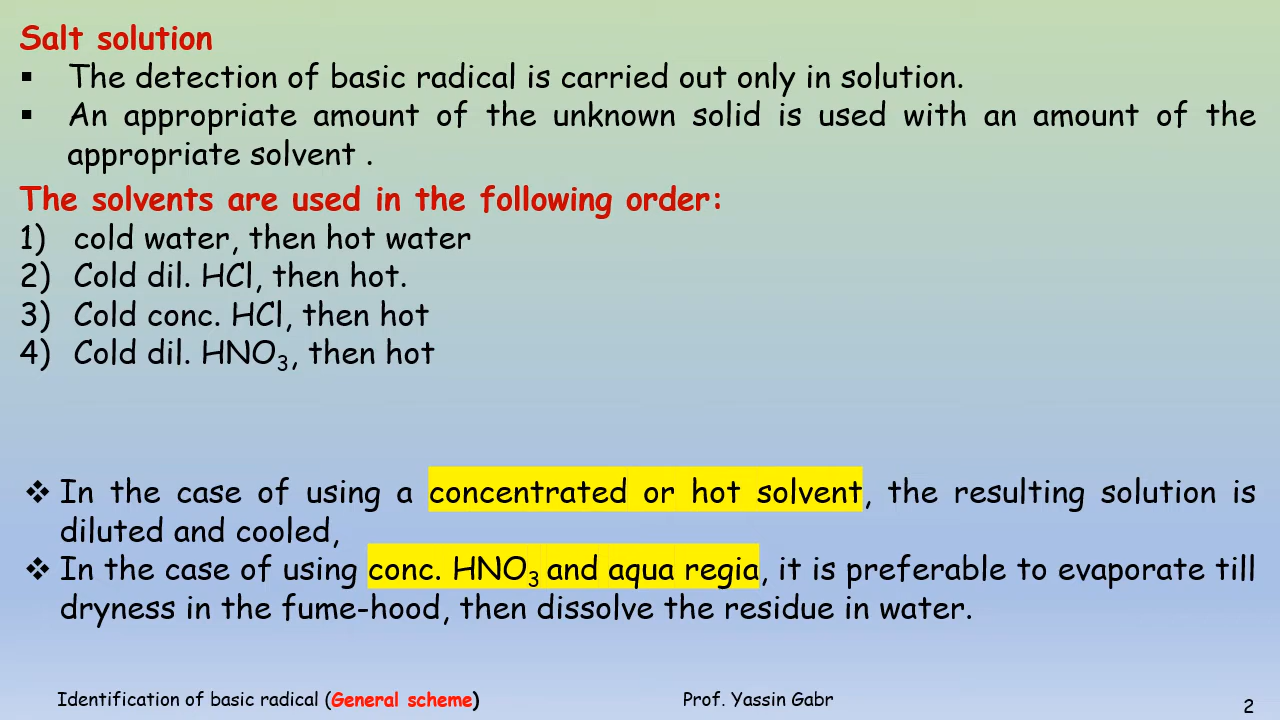 Salt solution
▪ The detection of basic radical is carried out only in solution.
▪ An appropriate amount of the unknown solid is used with an amount of the
appropriate solvent .
The solvents are used in the following order:
1) cold water, then hot water
2) Cold dil. HCl, then hot.
3) Cold conc. HCl, then hot
4) Cold dil. HNO₃, then hot
❖ In the case of using a concentrated or hot solvent, the resulting solution is
diluted and cooled,
❖ In the case of using conc. HNO₃ and aqua regia, it is preferable to evaporate till
dryness in the fume-hood, then dissolve the residue in water.
Identification of basic radical (General scheme) Prof. Yassin Gabr 2